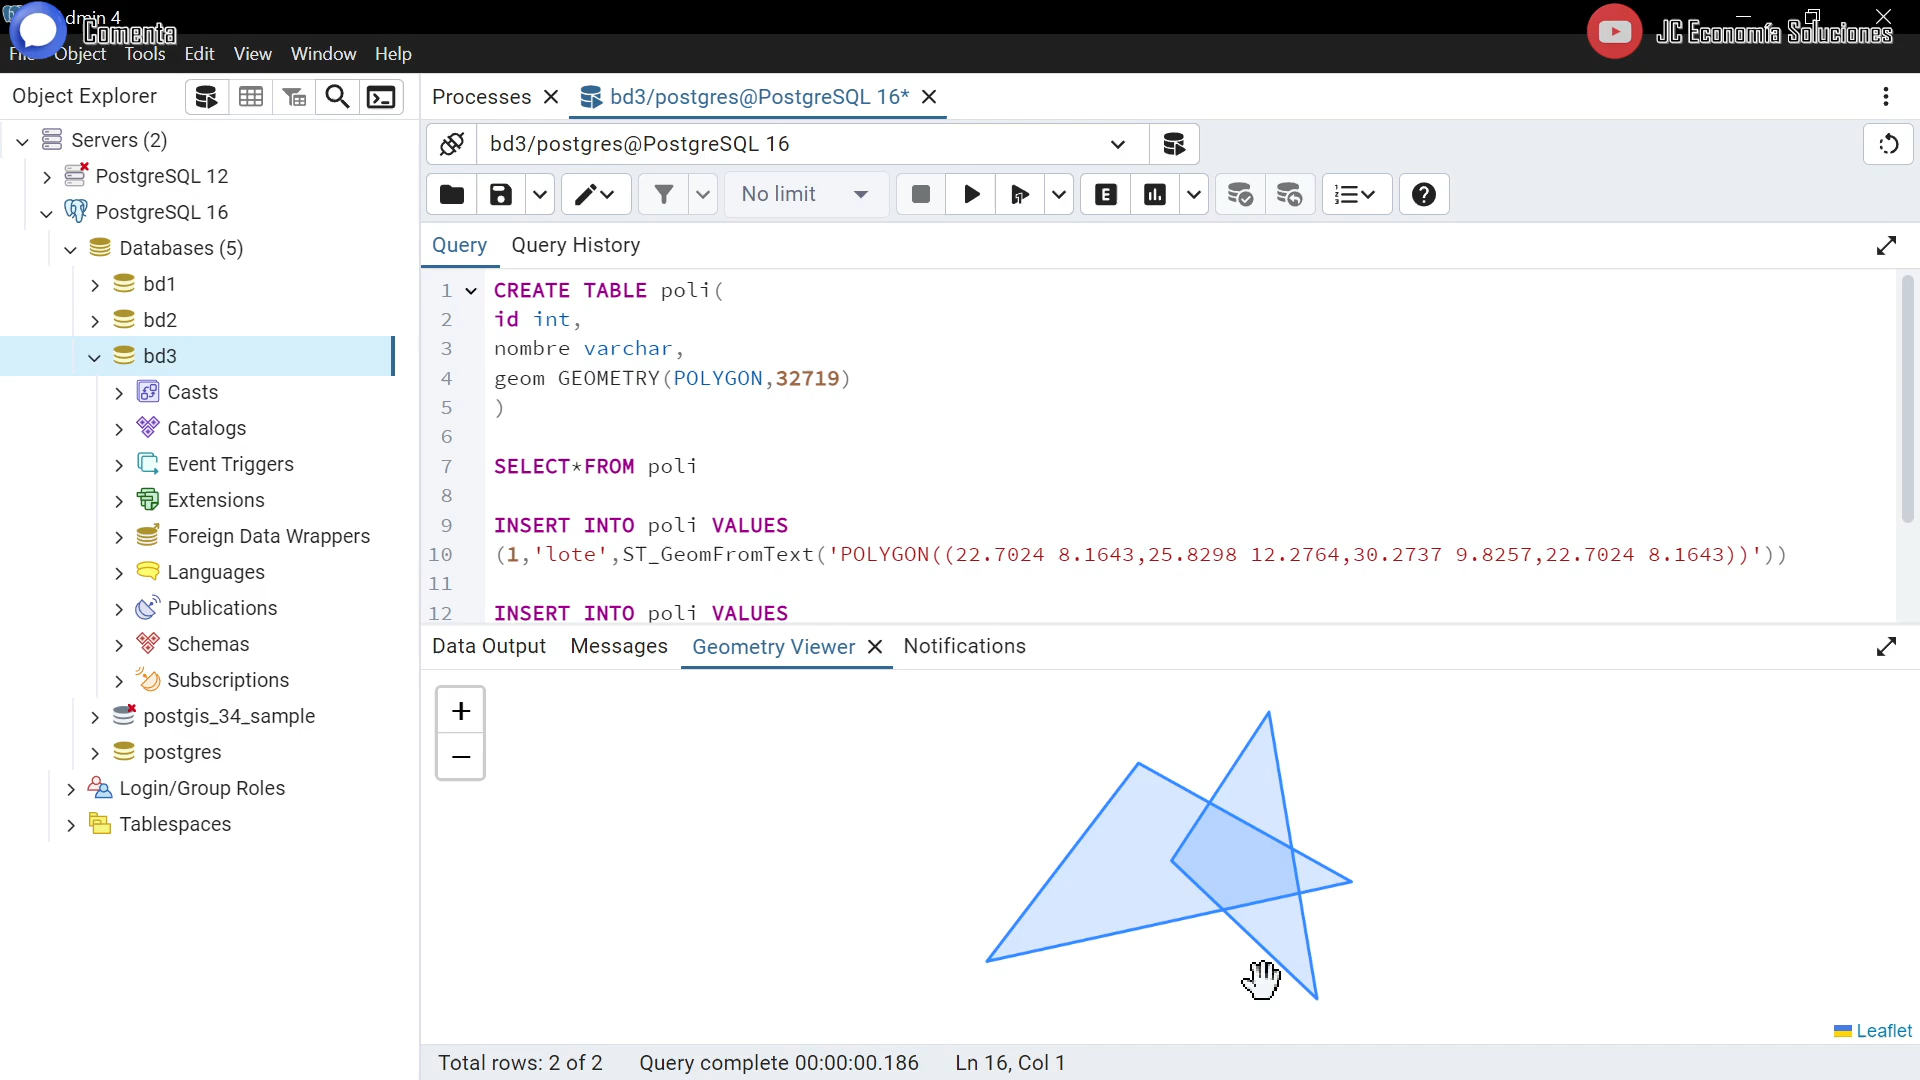 dmin 4
Comenta
JC Economía Soluciones
Object Tools Edit View Window Help
Object Explorer
Processes
bd3/postgres@PostgreSQL 16*
Servers (2)
PostgreSQL 12
PostgreSQL 16
Databases (5)
bd1
bd2
bd3
Casts
Catalogs
Event Triggers
Extensions
Foreign Data Wrappers
Languages
Publications
Schemas
Subscriptions
postgis_34_sample
postgres
Login/Group Roles
Tablespaces
bd3/postgres@PostgreSQL 16
No limit
E
Query Query History
1 CREATE TABLE poli(
2 id int,
3 nombre varchar,
4 geom GEOMETRY(POLYGON,32719)
5 )
6
7 SELECT*FROM poli
8
9 INSERT INTO poli VALUES
10 (1,'lote',ST_GeomFromText('POLYGON((22.7024 8.1643,25.8298 12.2764,30.2737 9.8257,22.7024 8.1643))'))
11
12 INSERT INTO poli VALUES
Data Output Messages Geometry Viewer Notifications
+
−
Leaflet
Total rows: 2 of 2 Query complete 00:00:00.186 Ln 16, Col 1